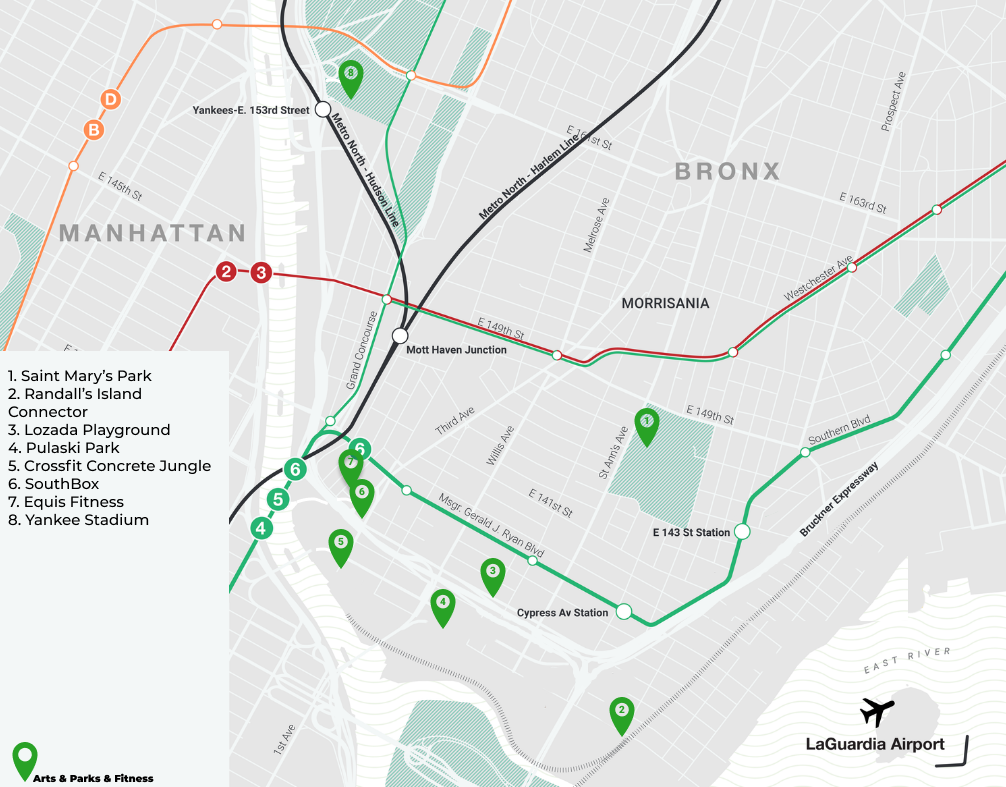 8
Yankees-E. 153rd Street
D
B
Metro North - Hudson Line
Metro North - Harlem Line
E 161st St
Prospect Ave
BRONX
E 145th St
E 163rd St
MANHATTAN
Melrose Ave
2
3
Westchester Ave
MORRISANIA
E 149th St
Grand Concourse
Mott Haven Junction
1. Saint Mary's Park
2. Randall's Island
Connector
3. Lozada Playground
4. Pulaski Park
5. Crossfit Concrete Jungle
6. SouthBox
7. Equis Fitness
8. Yankee Stadium
Third Ave
Willis Ave
St Ann's Ave
1
E 149th St
Southern Blvd
6
6
7
6
5
4
E 141st St
Msgr. Gerald J. Ryan Blvd
Bruckner Expressway
E 143 St Station
5
3
4
Cypress Av Station
EAST RIVER
2
1st Ave
LaGuardia Airport
Arts & Parks & Fitness